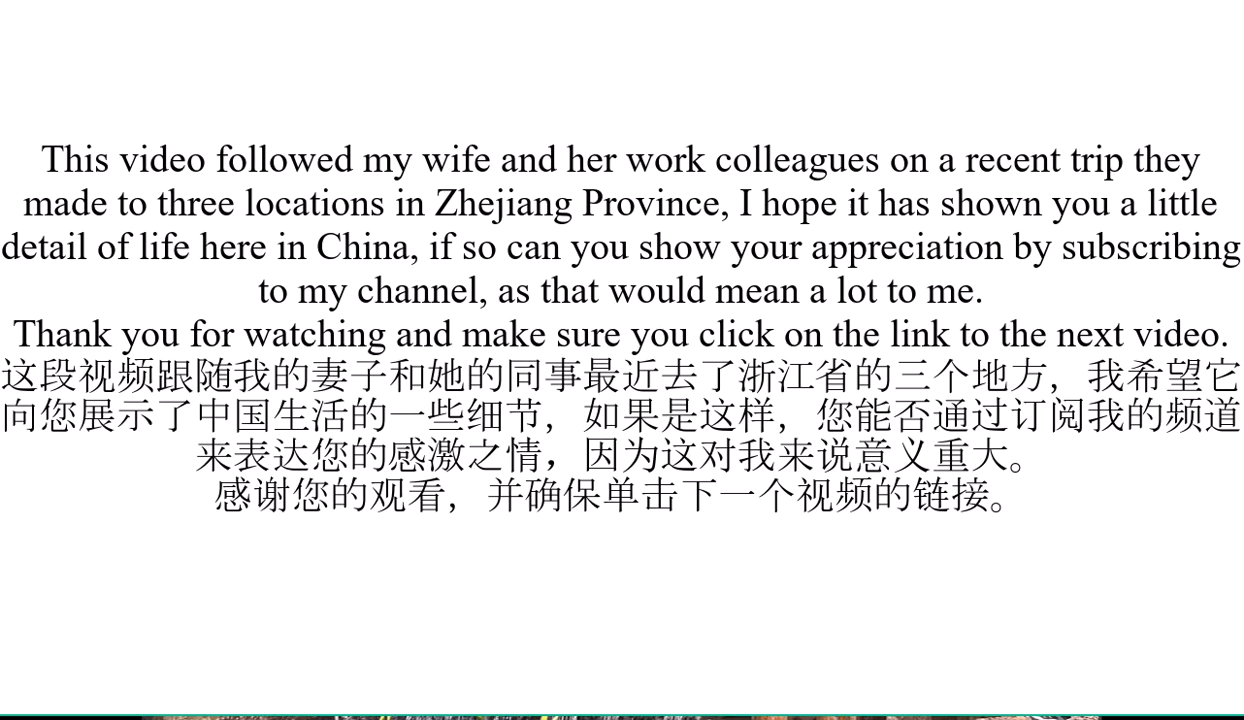 This video followed my wife and her work colleagues on a recent trip they
made to three locations in Zhejiang Province, I hope it has shown you a little
detail of life here in China, if so can you show your appreciation by subscribing
to my channel, as that would mean a lot to me.
Thank you for watching and make sure you click on the link to the next video.
这段视频跟随我的妻子和她的同事最近去了浙江省的三个地方，我希望它
向您展示了中国生活的一些细节，如果是这样，您能否通过订阅我的频道
来表达您的感激之情，因为这对我来说意义重大。
感谢您的观看，并确保单击下一个视频的链接。